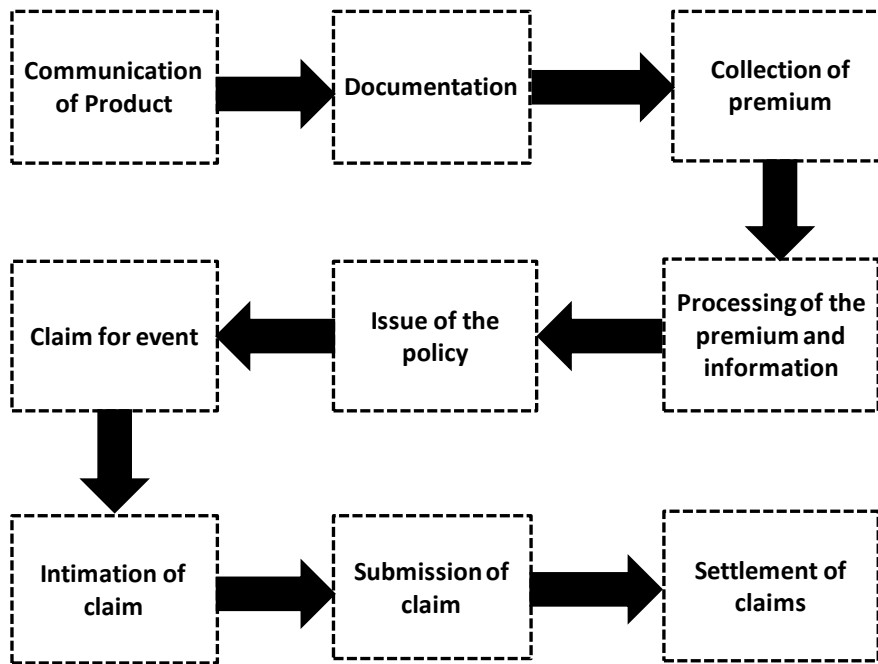 Communication
of Product
Documentation
Collection of
premium
Claim for event
Issue of the
policy
Processing of the
premium and
information
Intimation of
claim
Submission of
claim
Settlement of
claims